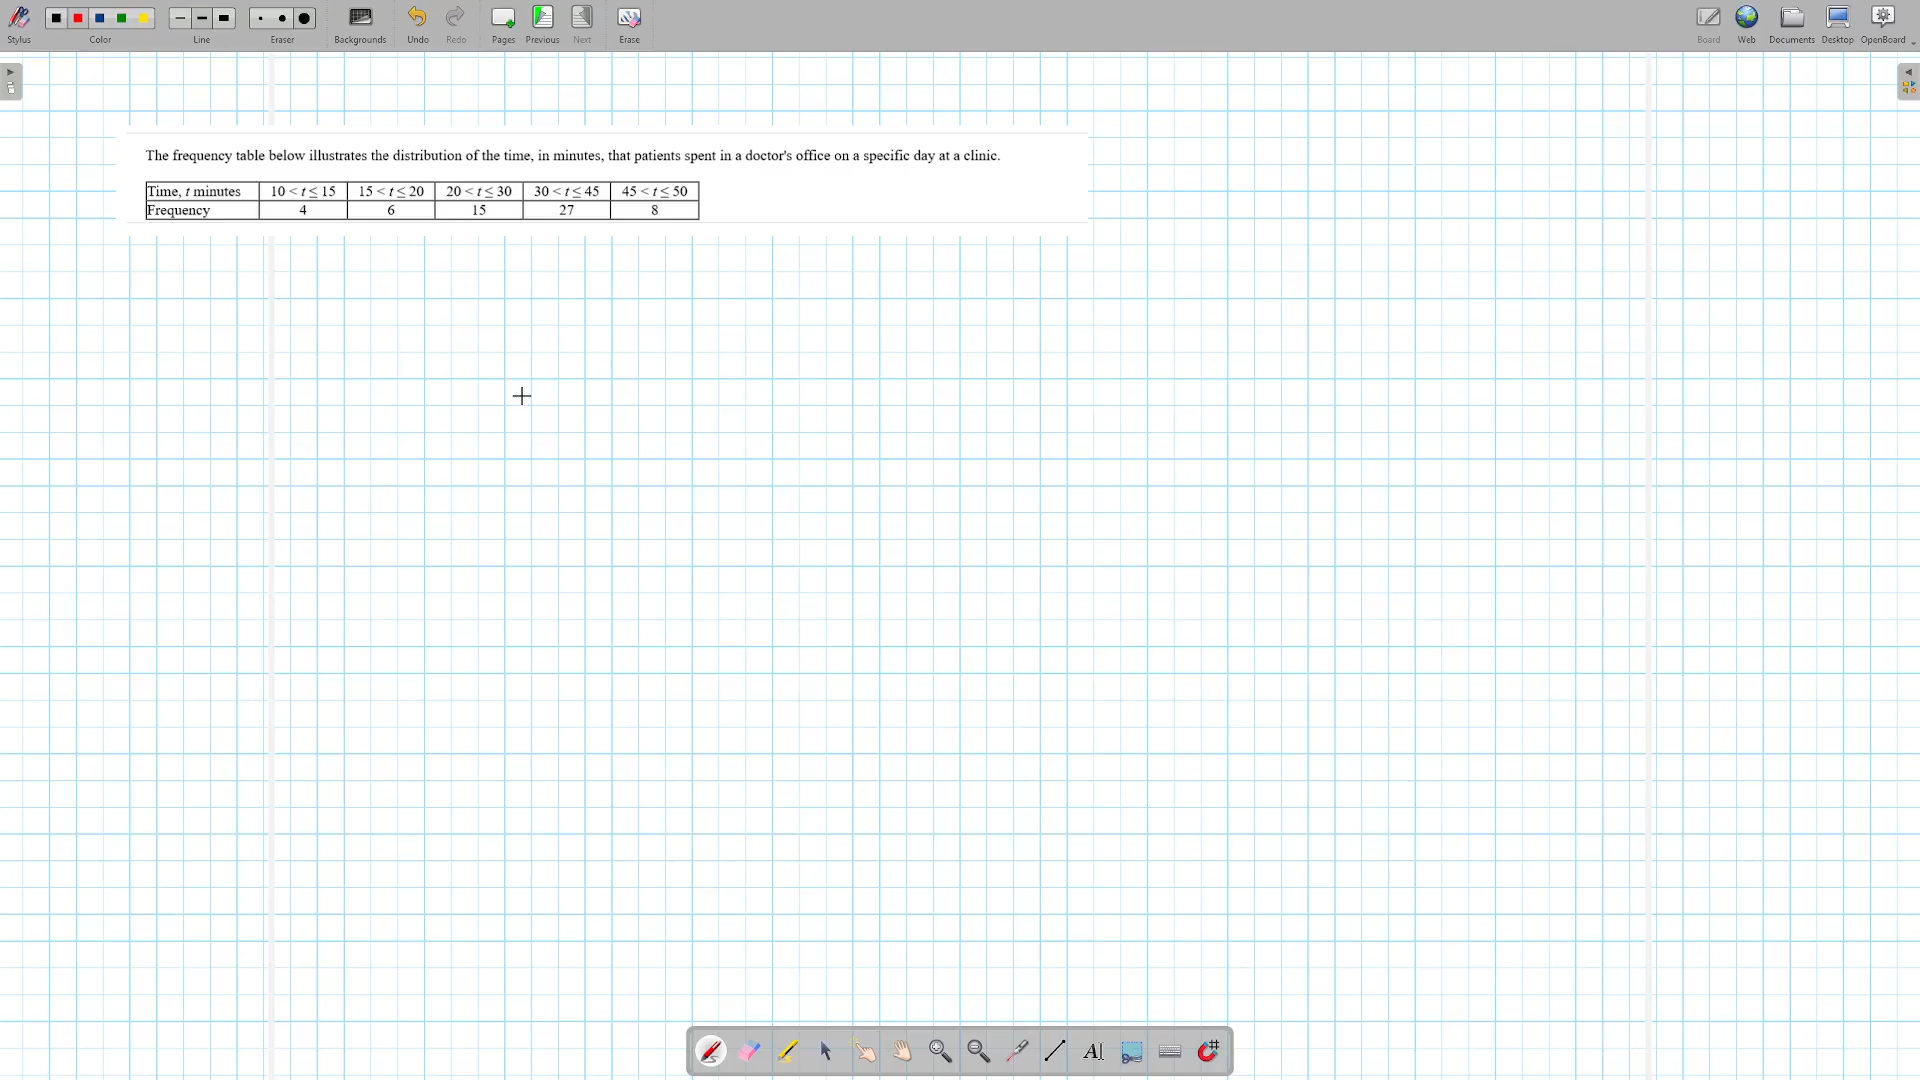 Stylus Color Line Eraser Backgrounds Undo Redo Pages Previous Next Erase Board Web Documents Desktop OpenBoard
The frequency table below illustrates the distribution of the time, in minutes, that patients spent in a doctor's office on a specific day at a clinic.
Time, t minutes 10 < t ≤ 15 15 < t ≤ 20 20 < t ≤ 30 30 < t ≤ 45 45 < t ≤ 50
Frequency 4 6 15 27 8